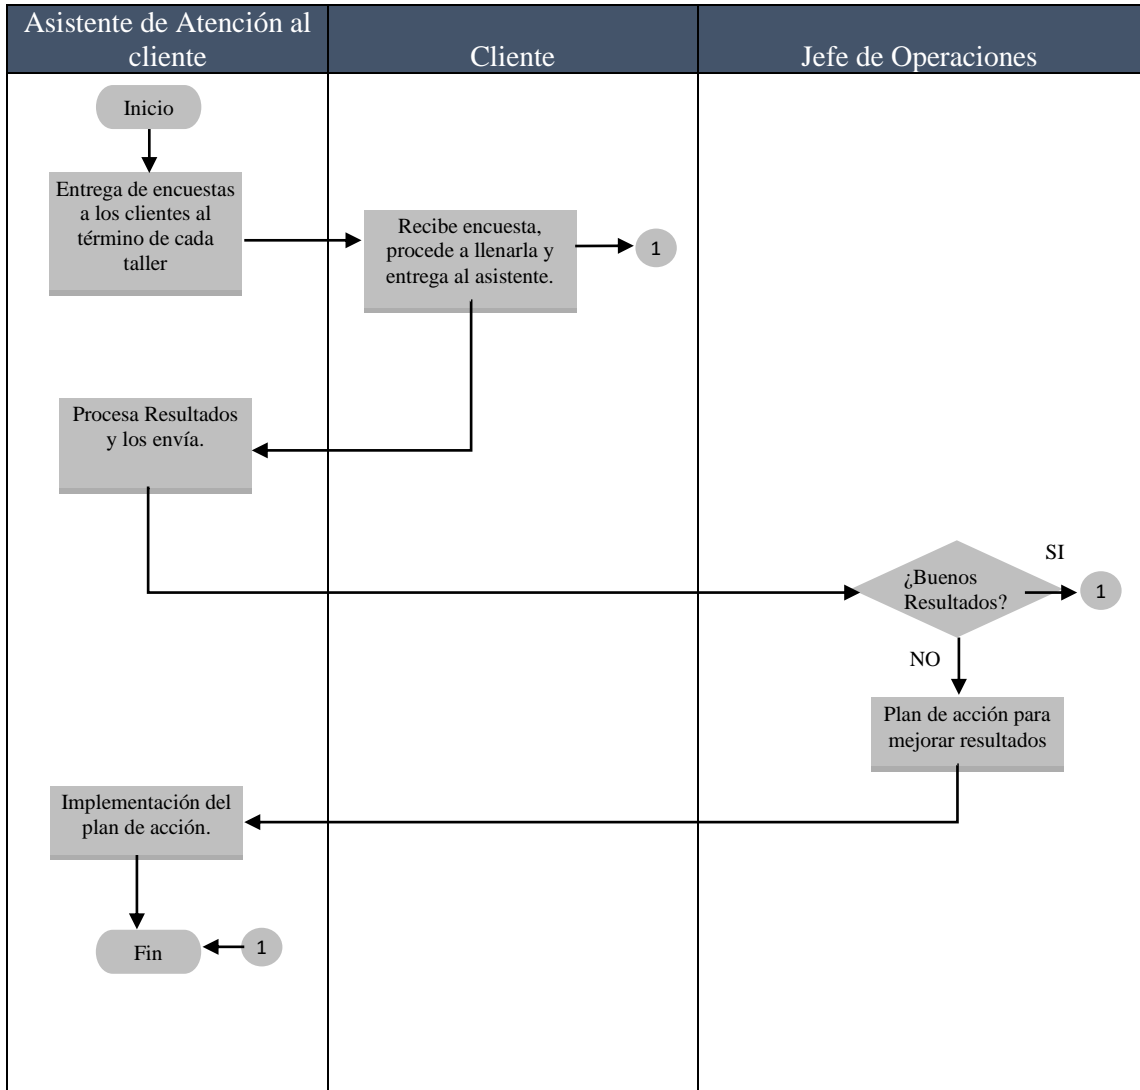 Asistente de Atención al
cliente
Cliente
Jefe de Operaciones
Inicio
Entrega de encuestas
a los clientes al
término de cada
taller
Recibe encuesta,
procede a llenarla y
entrega al asistente.
1
Procesa Resultados
y los envía.
¿Buenos
Resultados?
SI
1
NO
Plan de acción para
mejorar resultados
Implementación del
plan de acción.
Fin
1